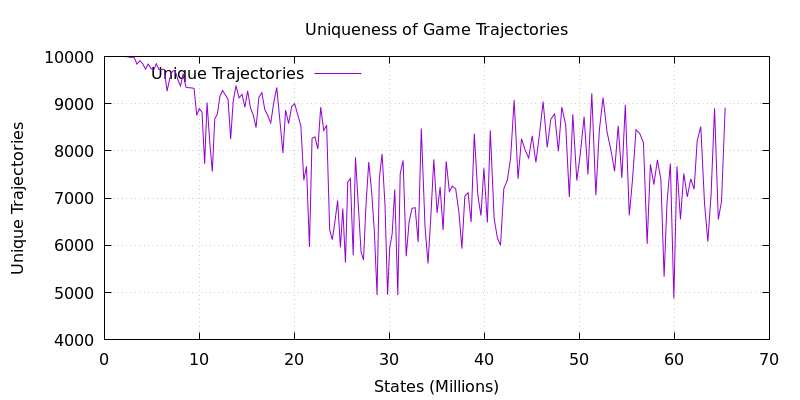 Uniqueness of Game Trajectories
10000
9000
8000
7000
6000
5000
4000
Unique Trajectories
Unique Trajectories
0 10 20 30 40 50 60 70
States (Millions)